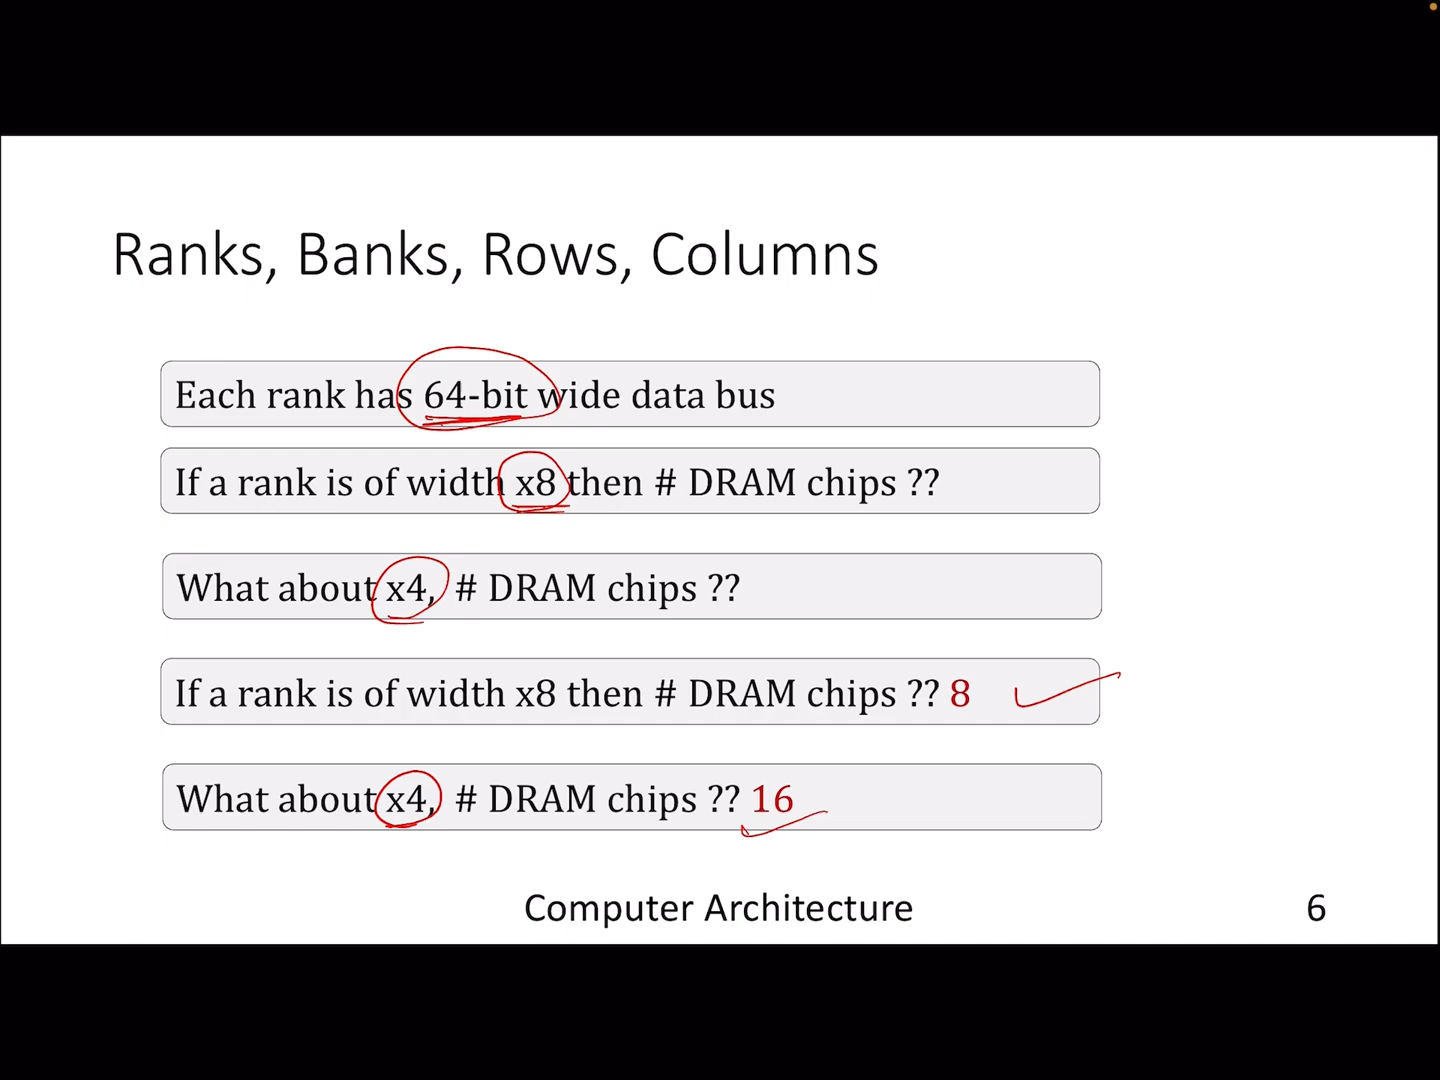 Ranks, Banks, Rows, Columns
Each rank has 64-bit wide data bus
If a rank is of width x8 then # DRAM chips ??
What about x4, # DRAM chips ??
If a rank is of width x8 then # DRAM chips ?? 8
What about x4, # DRAM chips ?? 16
Computer Architecture
6